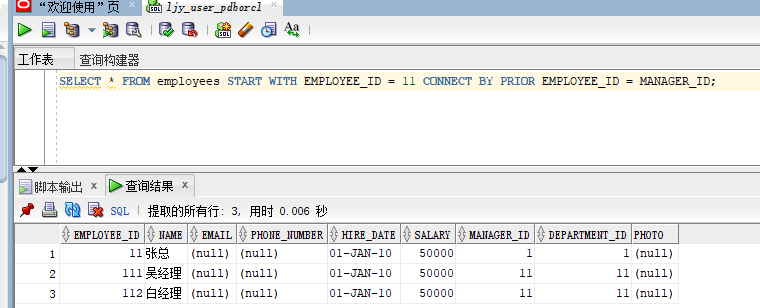 “欢迎使用”页 × ljy_user_pdborcl
工作表 查询构建器
SELECT * FROM employees START WITH EMPLOYEE_ID = 11 CONNECT BY PRIOR EMPLOYEE_ID = MANAGER_ID;
脚本输出 × 查询结果 ×
SQL | 提取的所有行: 3, 用时 0.006 秒
EMPLOYEE_ID NAME EMAIL PHONE_NUMBER HIRE_DATE SALARY MANAGER_ID DEPARTMENT_ID PHOTO
1 11 张总 (null) (null) 01-JAN-10 50000 1 1 (null)
2 111 吴经理 (null) (null) 01-JAN-10 50000 11 11 (null)
3 112 白经理 (null) (null) 01-JAN-10 50000 11 11 (null)